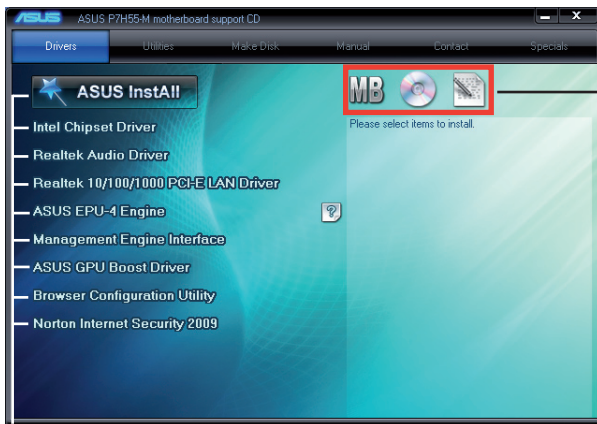 ASUS ASUS P7H55-M motherboard support CD
Drivers Utilities Make Disk Manual Contact Specials
ASUS InstAll
MB
Please select items to install.
Intel Chipset Driver
Realtek Audio Driver
Realtek 10/100/1000 PCI-E LAN Driver
ASUS EPU-4 Engine
?
Management Engine Interface
ASUS GPU Boost Driver
Browser Configuration Utility
Norton Internet Security 2009